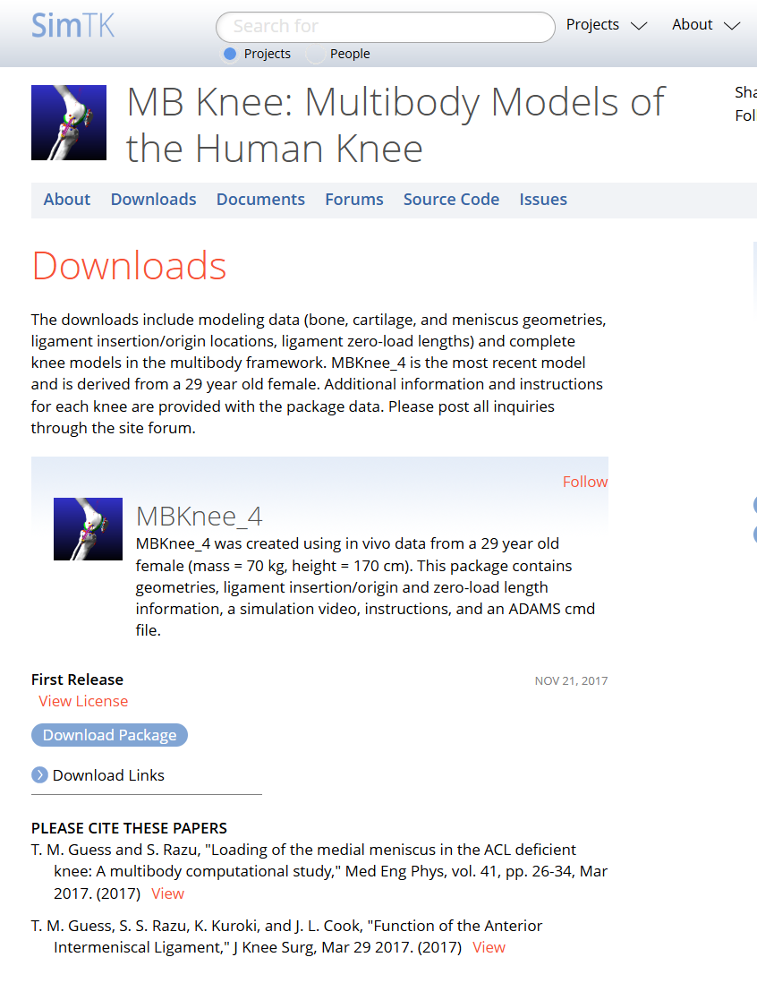 SimTK
Search for
Projects
About
Projects
People
MB Knee: Multibody Models of
the Human Knee
Sha
Fol
About
Downloads
Documents
Forums
Source Code
Issues
Downloads
The downloads include modeling data (bone, cartilage, and meniscus geometries,
ligament insertion/origin locations, ligament zero-load lengths) and complete
knee models in the multibody framework. MBKnee_4 is the most recent model
and is derived from a 29 year old female. Additional information and instructions
for each knee are provided with the package data. Please post all inquiries
through the site forum.
Follow
MBKnee_4
MBKnee_4 was created using in vivo data from a 29 year old
female (mass = 70 kg, height = 170 cm). This package contains
geometries, ligament insertion/origin and zero-load length
information, a simulation video, instructions, and an ADAMS cmd
file.
First Release
NOV 21, 2017
View License
Download Package
Download Links
PLEASE CITE THESE PAPERS
T. M. Guess and S. Razu, "Loading of the medial meniscus in the ACL deficient
knee: A multibody computational study," Med Eng Phys, vol. 41, pp. 26-34, Mar
2017. (2017) View
T. M. Guess, S. S. Razu, K. Kuroki, and J. L. Cook, "Function of the Anterior
Intermeniscal Ligament," J Knee Surg, Mar 29 2017. (2017) View